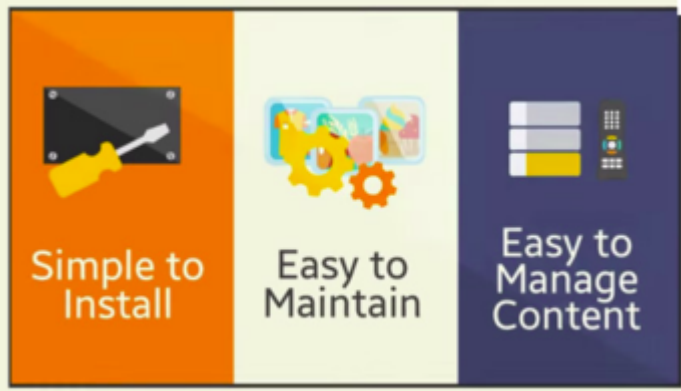 Simple to
Install
Easy to
Maintain
Easy to
Manage
Content